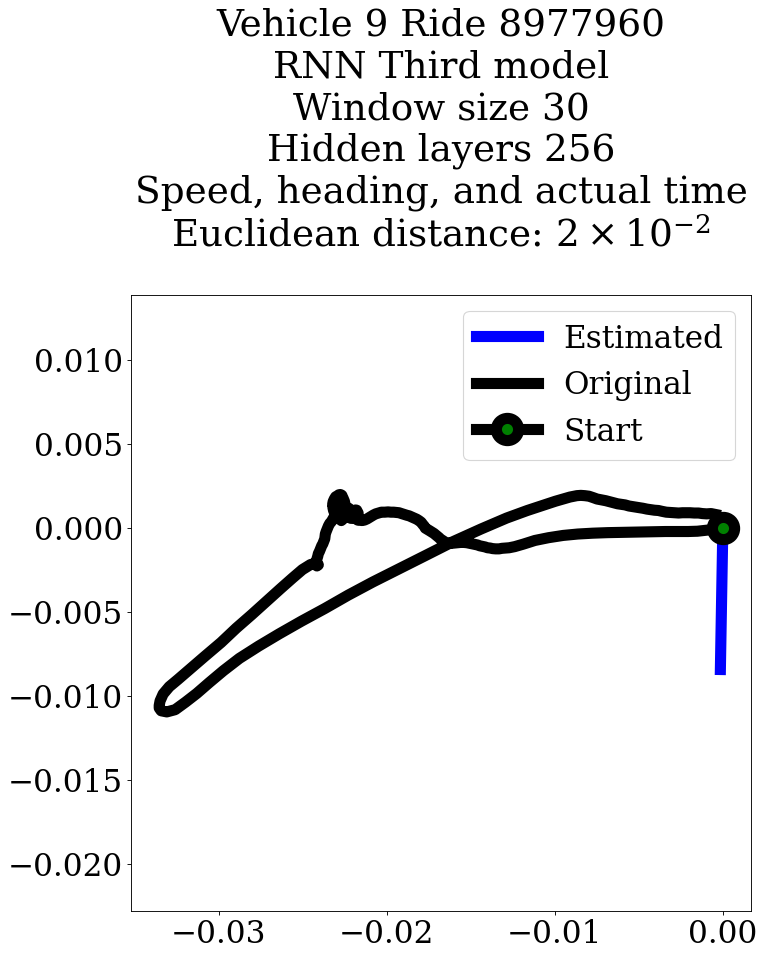 Vehicle 9 Ride 8977960
RNN Third model
Window size 30
Hidden layers 256
Speed, heading, and actual time
Euclidean distance: 2 × 10⁻²
Estimated
Original
Start
0.010
0.005
0.000
−0.005
−0.010
−0.015
−0.020
−0.03 −0.02 −0.01 0.00